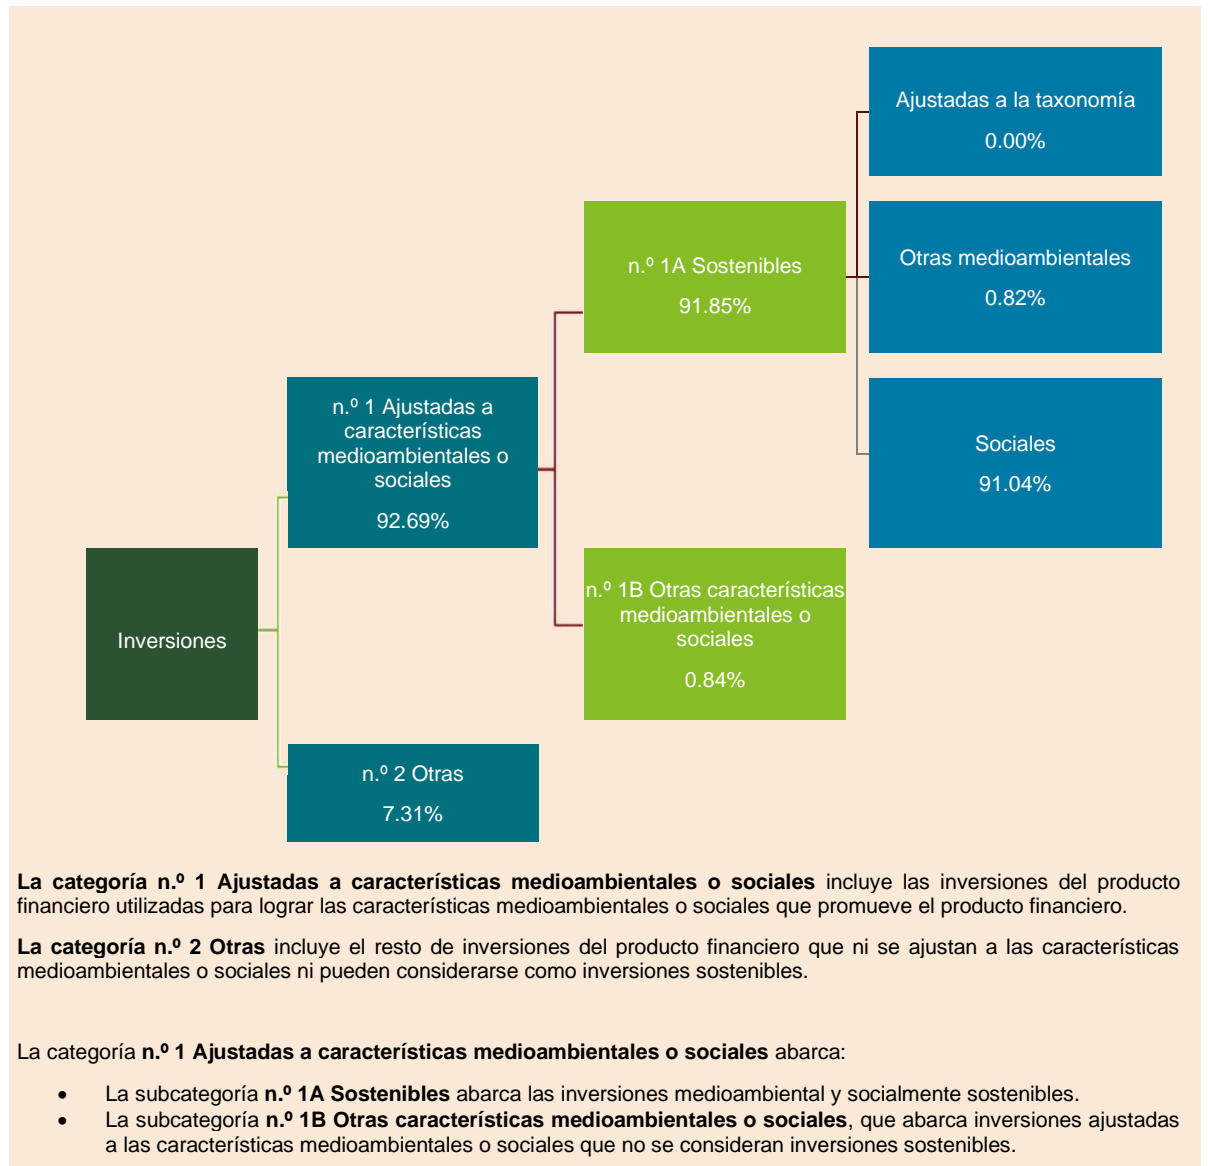 Ajustadas a la taxonomía
0.00%
n.º 1A Sostenibles
91.85%
Otras medioambientales
0.82%
n.º 1 Ajustadas a
características
medioambientales o
sociales
92.69%
Sociales
91.04%
Inversiones
n.º 1B Otras características
medioambientales o
sociales
0.84%
n.º 2 Otras
7.31%
La categoría n.º 1 Ajustadas a características medioambientales o sociales incluye las inversiones del producto
financiero utilizadas para lograr las características medioambientales o sociales que promueve el producto financiero.
La categoría n.º 2 Otras incluye el resto de inversiones del producto financiero que ni se ajustan a las características
medioambientales o sociales ni pueden considerarse como inversiones sostenibles.
La categoría n.º 1 Ajustadas a características medioambientales o sociales abarca:
• La subcategoría n.º 1A Sostenibles abarca las inversiones medioambiental y socialmente sostenibles.
• La subcategoría n.º 1B Otras características medioambientales o sociales, que abarca inversiones ajustadas
a las características medioambientales o sociales que no se consideran inversiones sostenibles.